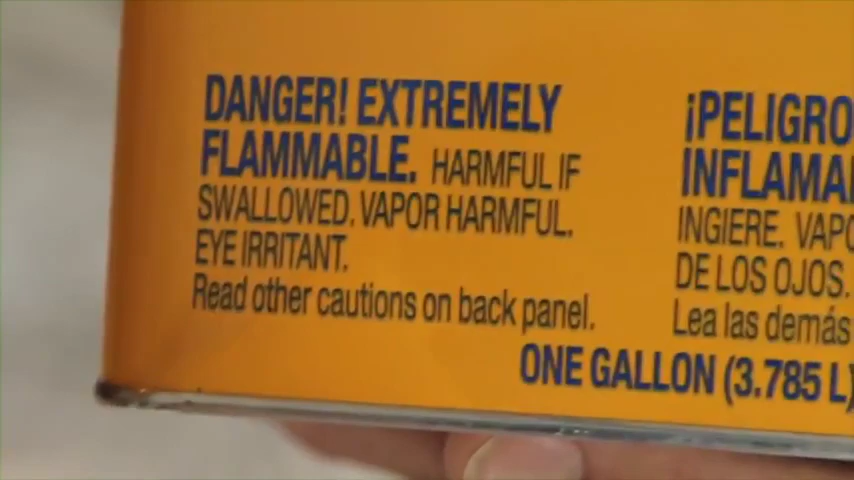 DANGER! EXTREMELY
FLAMMABLE. HARMFUL IF
SWALLOWED. VAPOR HARMFUL.
EYE IRRITANT.
Read other cautions on back panel.
¡PELIGRO
INFLAMA
INGIERE. VAPO
DE LOS OJOS.
Lea las demás
ONE GALLON (3.785 L)